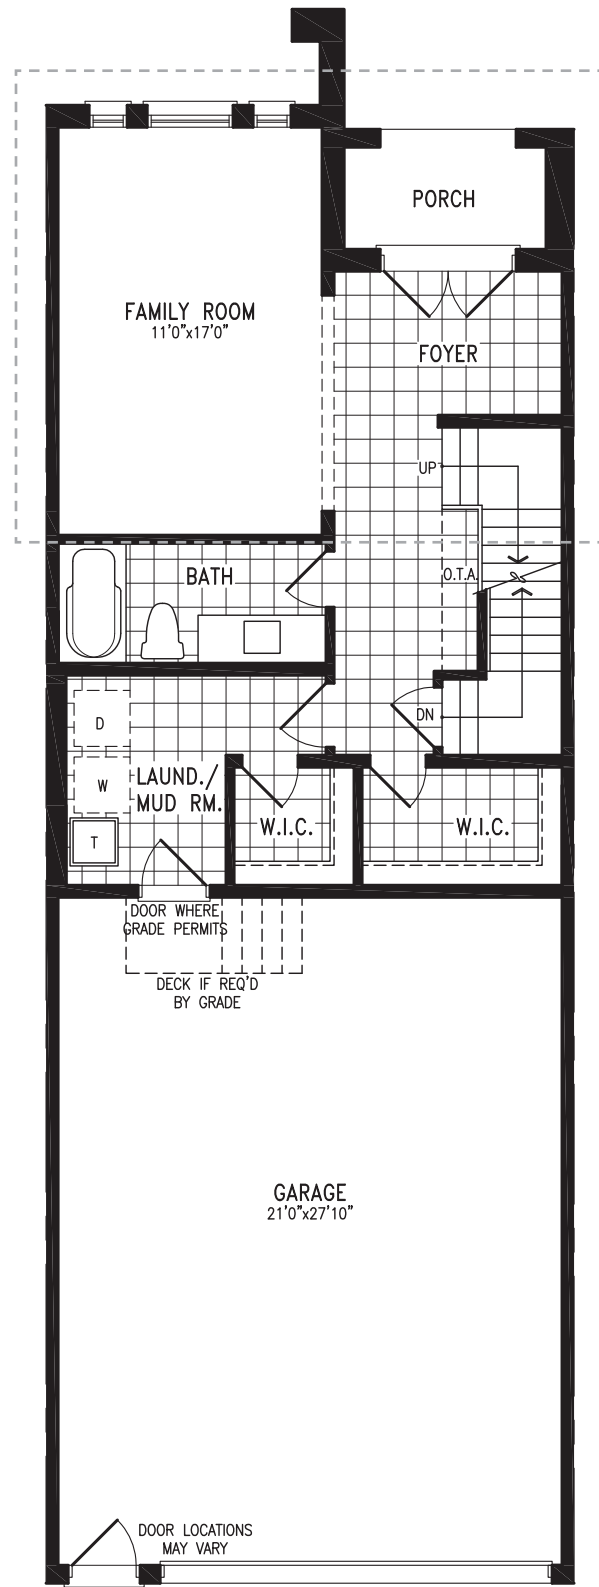 PORCH
FAMILY ROOM
11'0"x17'0"
FOYER
UP
O.T.A.
BATH
DN
D
W
LAUND./
MUD RM.
T
W.I.C.
W.I.C.
DOOR WHERE
GRADE PERMITS
DECK IF REQ'D
BY GRADE
GARAGE
21'0"x27'10"
DOOR LOCATIONS
MAY VARY